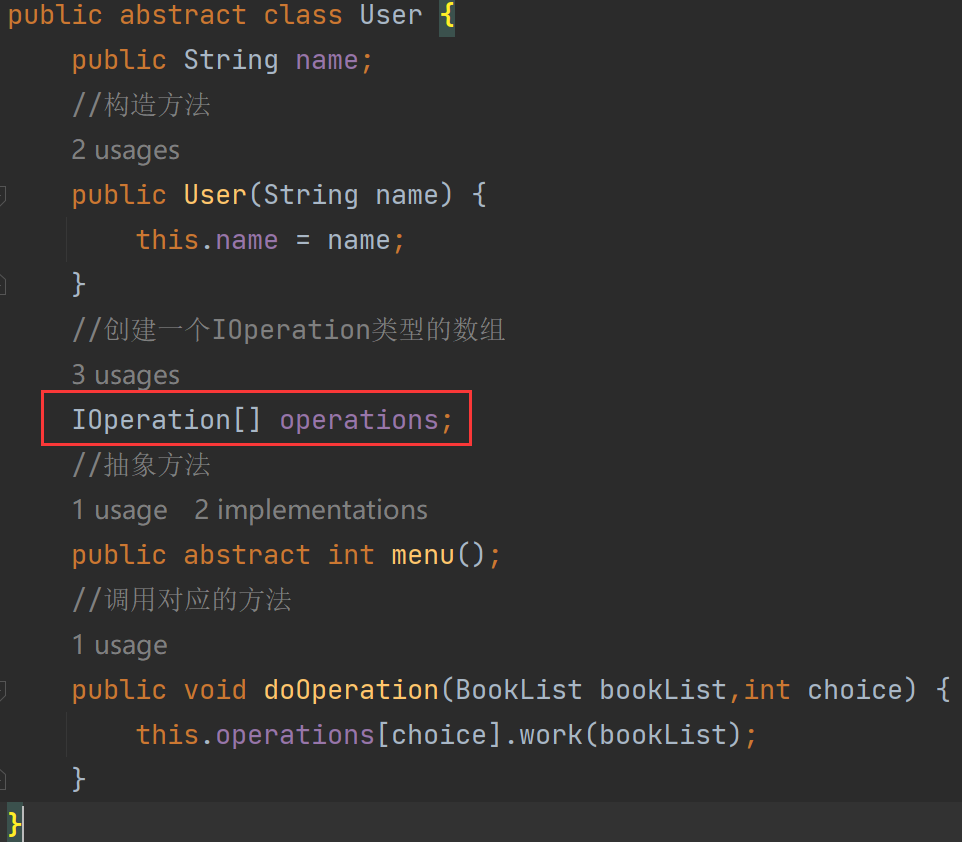 public abstract class User {
public String name;
//构造方法
2 usages
public User(String name) {
this.name = name;
}
//创建一个IOperation类型的数组
3 usages
IOperation[] operations;
//抽象方法
1 usage   2 implementations
public abstract int menu();
//调用对应的方法
1 usage
public void doOperation(BookList bookList,int choice) {
this.operations[choice].work(bookList);
}
}